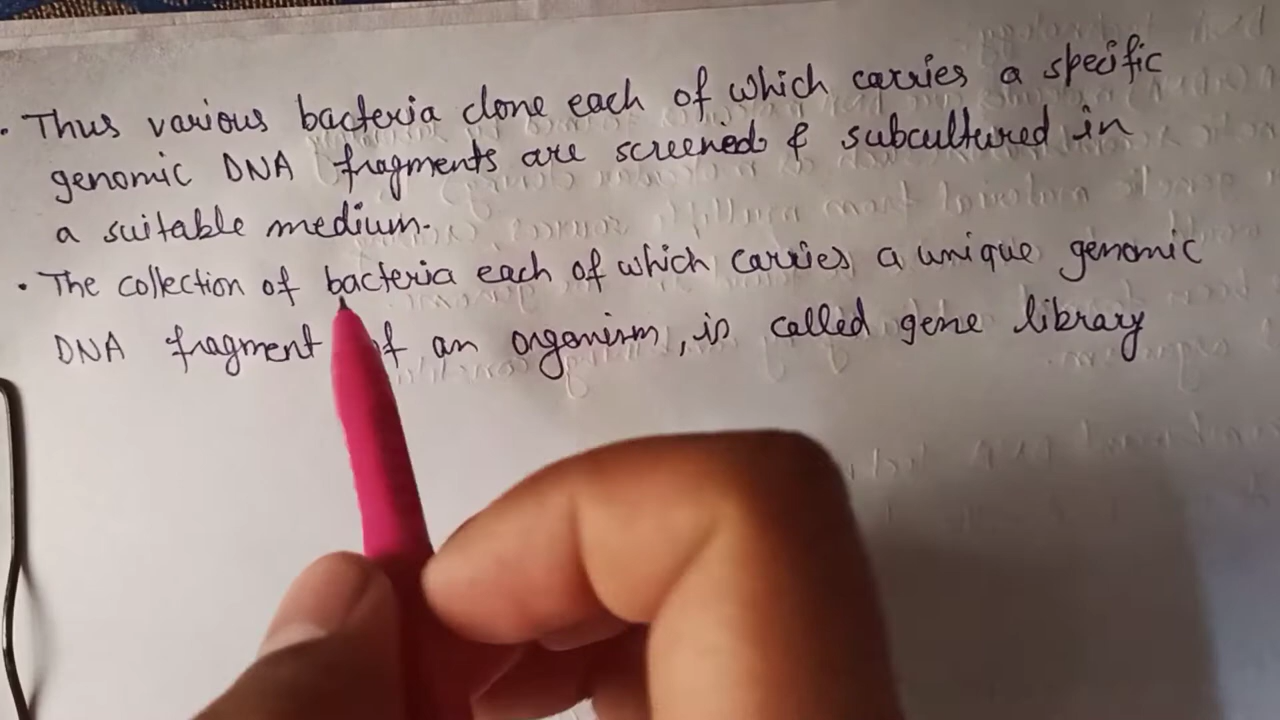 • Thus various bacteria clone each of which carries a specific
genomic DNA fragments are screened & subcultured in
a suitable medium.
• The collection of bacteria each of which carries a unique genomic
DNA fragment of an organism, is called gene library